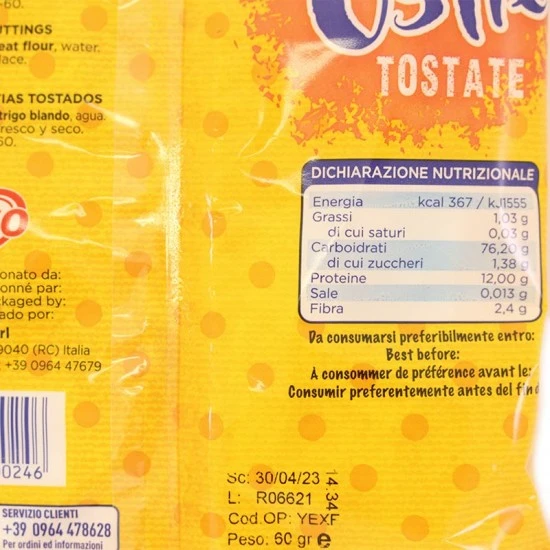 -60.
UTTINGS
eat flour, water.
lace.
IAS TOSTADOS
trigo blando, agua.
resco y seco.
60.
onato da:
onné par:
ckaged by:
ado por:
rl
9040 (RC) Italia
+39 0964 47679
0246
SERVIZIO CLIENTI
+39 0964 478628
Per ordini ed informazioni
TOSTATE
DICHIARAZIONE NUTRIZIONALE
Energia kcal 367 / kJ1555
Grassi 1,03 g
di cui saturi 0,03 g
Carboidrati 76,20 g
di cui zuccheri 1,38 g
Proteine 12,00 g
Sale 0,013 g
Fibra 2,4 g
Da consumarsi preferibilmente entro:
Best before:
À consommer de préférence avant le:
Consumir preferentemente antes del fin d
Sc: 30/04/23 14:34
L: R06621
Cod.OP: YEXF
Peso: 60 gr e